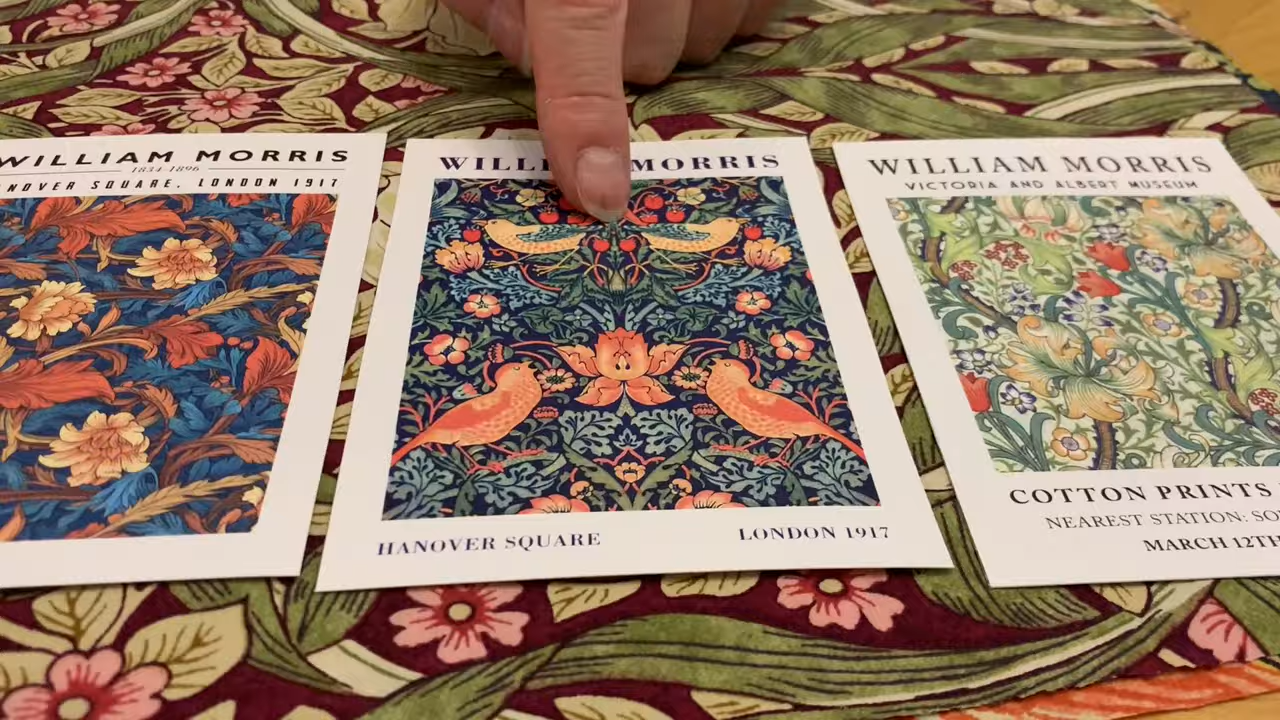 WILLIAM MORRIS
1834-1896
LONDON 1917
SQUARE,
MORRIS
HANOVER SQUARE
LONDON 1917
WILLIAM MORRIS
VICTORIA AND ALBERT MUSEUM
COTTON PRINTS
NEAREST STATION:
MARCH 12TH